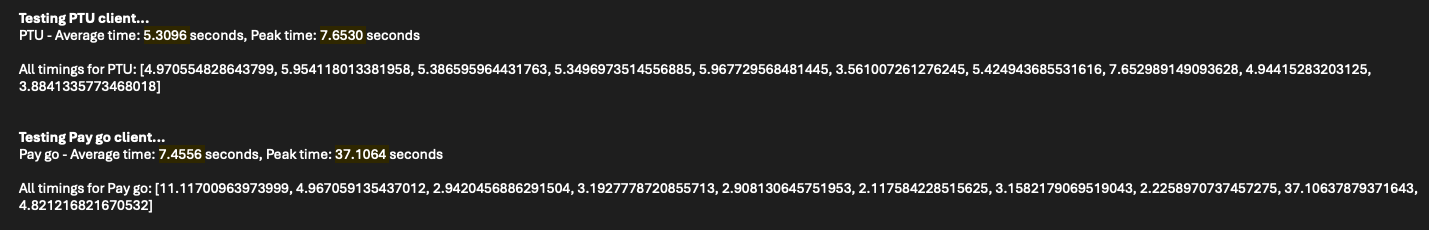 Testing PTU client...
PTU - Average time: 5.3096 seconds, Peak time: 7.6530 seconds
All timings for PTU: [4.970554828643799, 5.954118013381958, 5.386595964431763, 5.3496973514556885, 5.967729568481445, 3.561007261276245, 5.424943685531616, 7.652989149093628, 4.94415283203125,
3.8841335773468018]
Testing Pay go client...
Pay go - Average time: 7.4556 seconds, Peak time: 37.1064 seconds
All timings for Pay go: [11.11700963973999, 4.967059135437012, 2.9420456886291504, 3.1927778720855713, 2.908130645751953, 2.117584228515625, 3.1582179069519043, 2.2258970737457275, 37.10637879371643,
4.821216821670532]